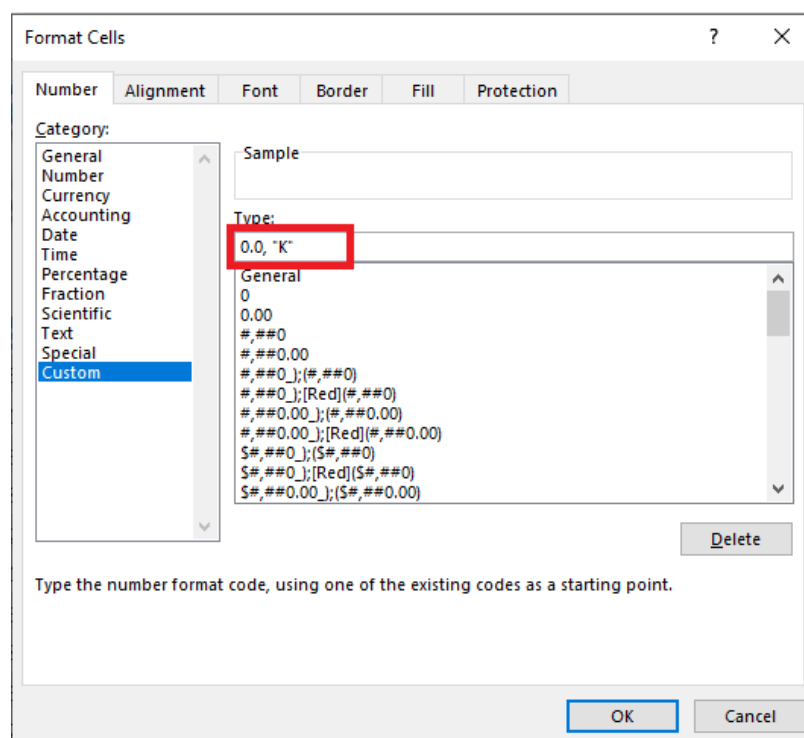 Format Cells ? ×
Number Alignment Font Border Fill Protection
Category:
General
Number
Currency
Accounting
Date
Time
Percentage
Fraction
Scientific
Text
Special
Custom
Sample
Type:
0.0, "K"
General
0
0.00
#,##0
#,##0.00
#,##0_);(#,##0)
#,##0_);[Red](#,##0)
#,##0.00_);(#,##0.00)
#,##0.00_);[Red](#,##0.00)
$#,##0_);($#,##0)
$#,##0_);[Red]($#,##0)
$#,##0.00_);($#,##0.00)
Delete
Type the number format code, using one of the existing codes as a starting point.
OK Cancel